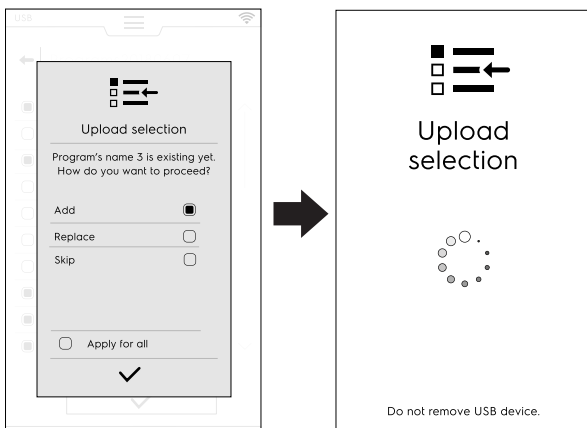 USB
Upload selection
Program's name 3 is existing yet.
How do you want to proceed?
Add
Replace
Skip
Apply for all
Upload
selection
Do not remove USB device.